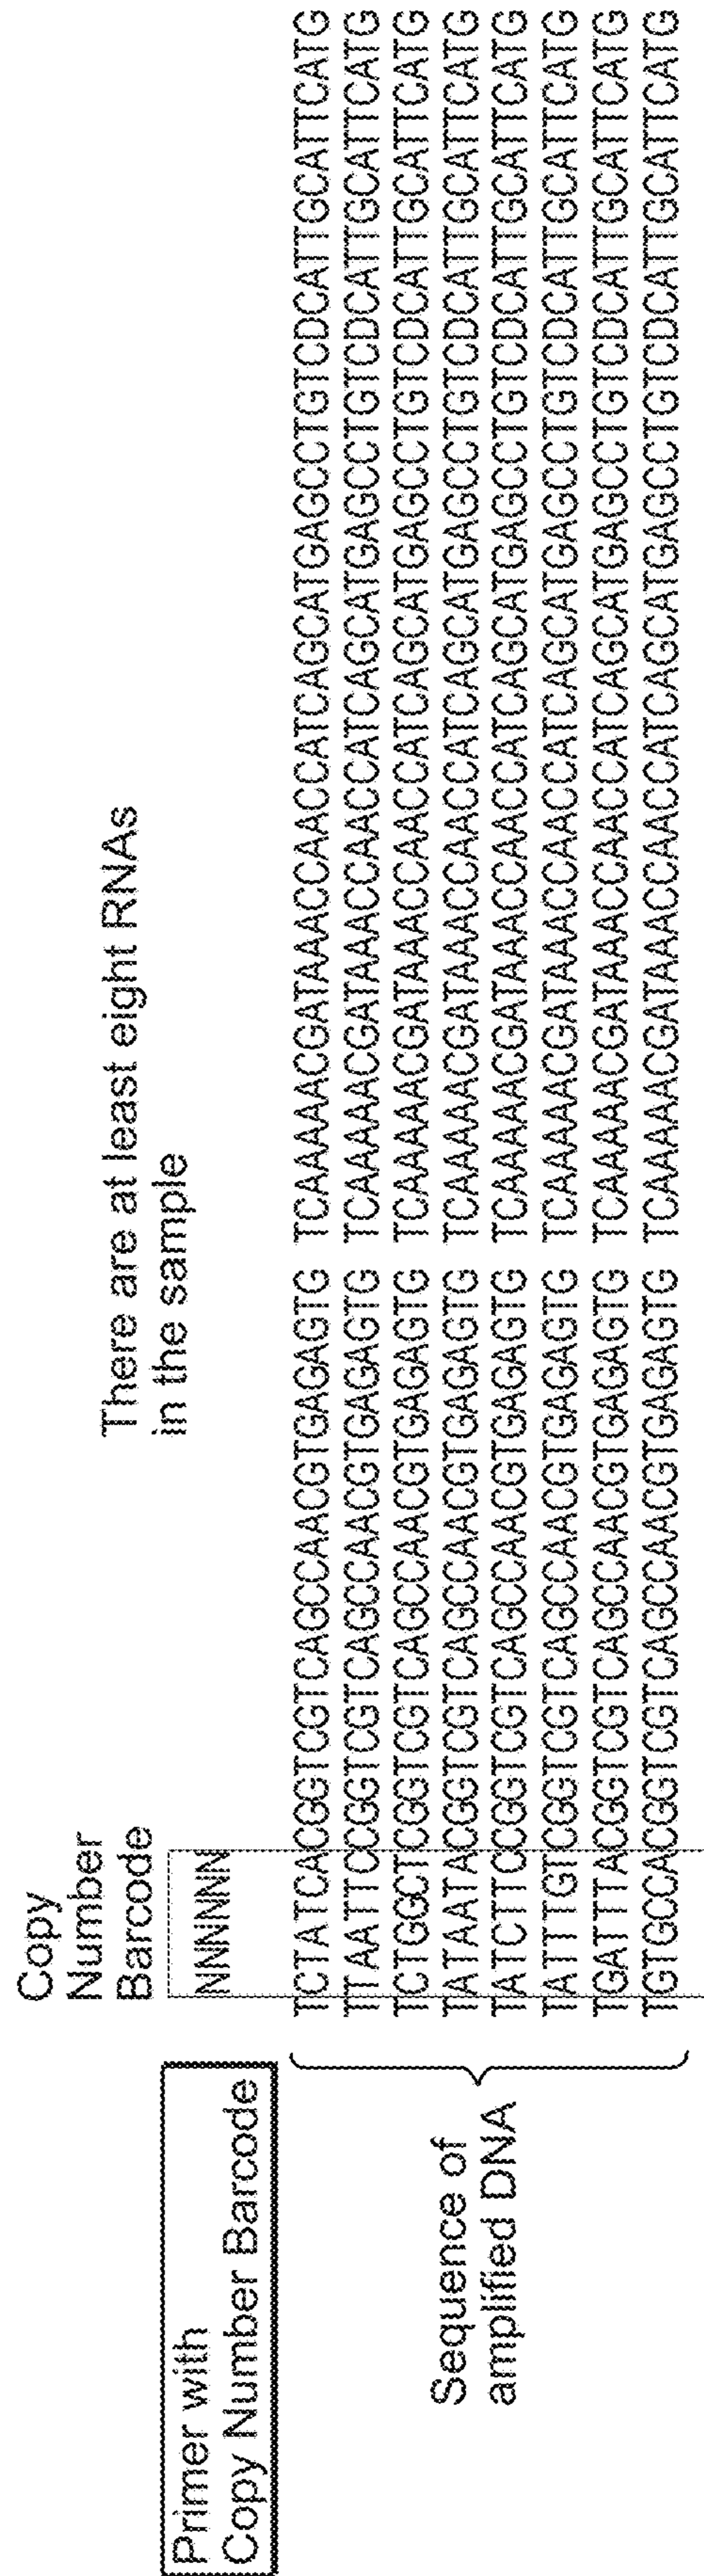 Copy
Number
Barcode
There are at least eight RNAs
in the sample
Primer with
Copy Number Barcode
NNNNNN
Sequence of
amplified DNA
TCTATCACGGTCGTCAGCCAACGTGAGAGTG TCAAAAACGATAAACCAACCATCAGCATGAGCCTGTCDCATTGCATTCATG
TTAATTCCGGTCGTCAGCCAACGTGAGAGTG TCAAAAACGATAAACCAACCATCAGCATGAGCCTGTCDCATTGCATTCATG
TCTGGCTCGGTCGTCAGCCAACGTGAGAGTG TCAAAAACGATAAACCAACCATCAGCATGAGCCTGTCDCATTGCATTCATG
TATAATACGGTCGTCAGCCAACGTGAGAGTG TCAAAAACGATAAACCAACCATCAGCATGAGCCTGTCDCATTGCATTCATG
TATCTTCCGGTCGTCAGCCAACGTGAGAGTG TCAAAAACGATAAACCAACCATCAGCATGAGCCTGTCDCATTGCATTCATG
TATTTGTCGGTCGTCAGCCAACGTGAGAGTG TCAAAAACGATAAACCAACCATCAGCATGAGCCTGTCDCATTGCATTCATG
TGATTTACGGTCGTCAGCCAACGTGAGAGTG TCAAAAACGATAAACCAACCATCAGCATGAGCCTGTCDCATTGCATTCATG
TGTGCCACGGTCGTCAGCCAACGTGAGAGTG TCAAAAACGATAAACCAACCATCAGCATGAGCCTGTCDCATTGCATTCATG